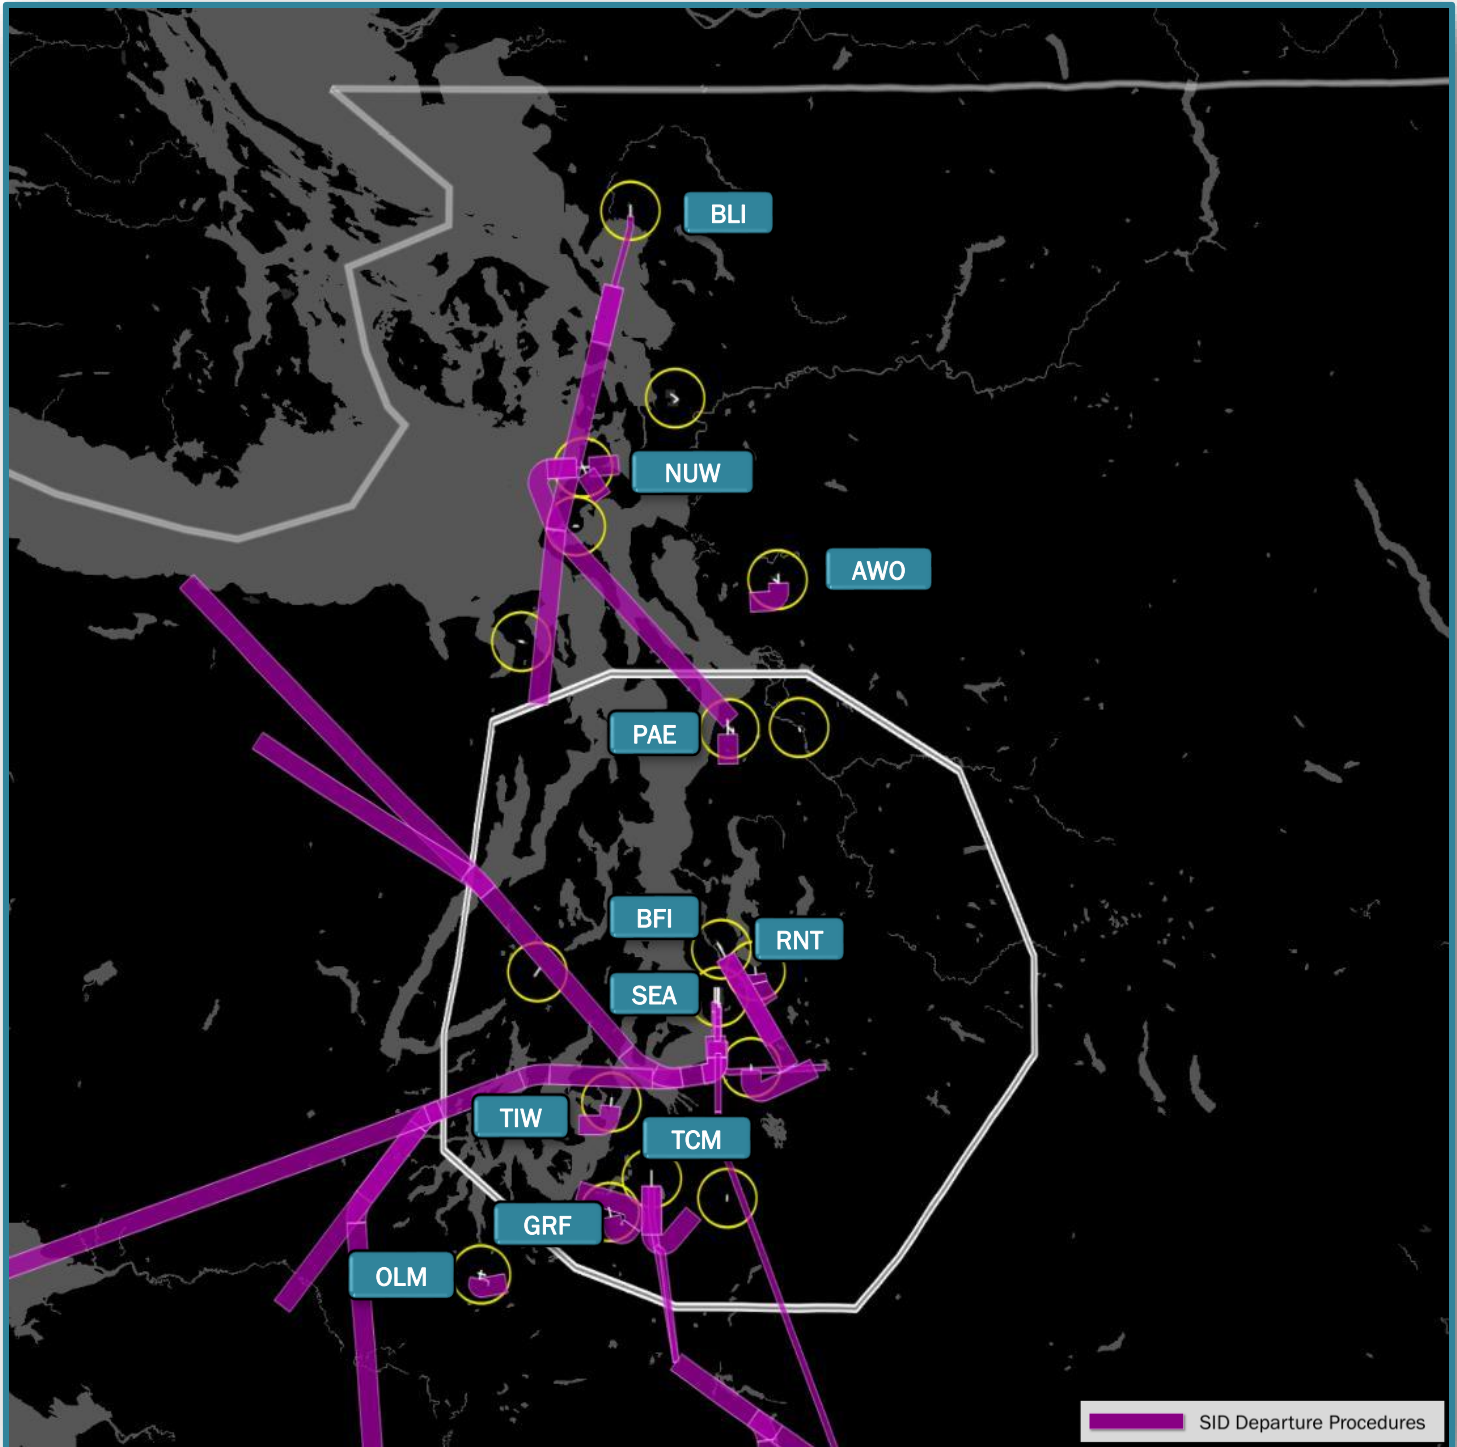 BLI
NUW
AWO
PAE
BFI
RNT
SEA
TIW
TCM
GRF
OLM
SID Departure Procedures